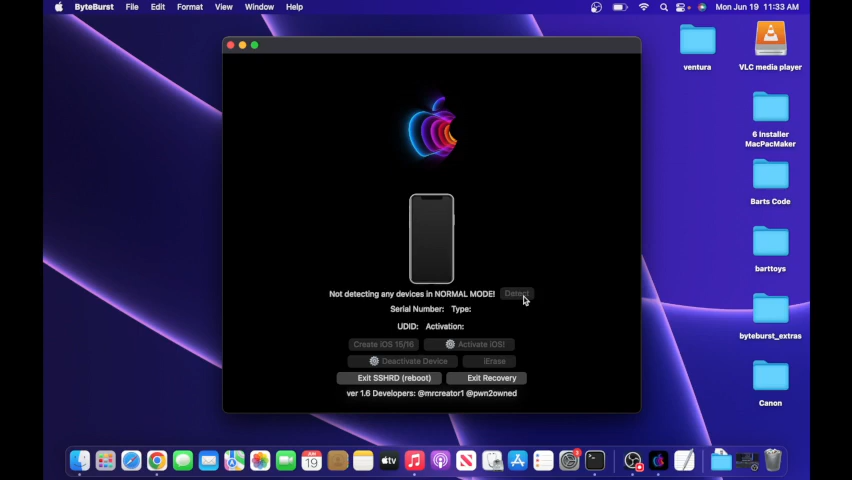 ByteBurst File Edit Format View Window Help Mon Jun 19 11:33 AM
ventura
VLC media player
6 Installer
MacPacMaker
Barts Code
barttoys
byteburst_extras
Canon
Not detecting any devices in NORMAL MODE! Detect
Serial Number: Type:
UDID: Activation:
Create iOS 15/16 Activate iOS!
Deactivate Device iErase
Exit SSHRD (reboot) Exit Recovery
ver 1.6 Developers: @mrcreator1 @pwn2owned
tv
19